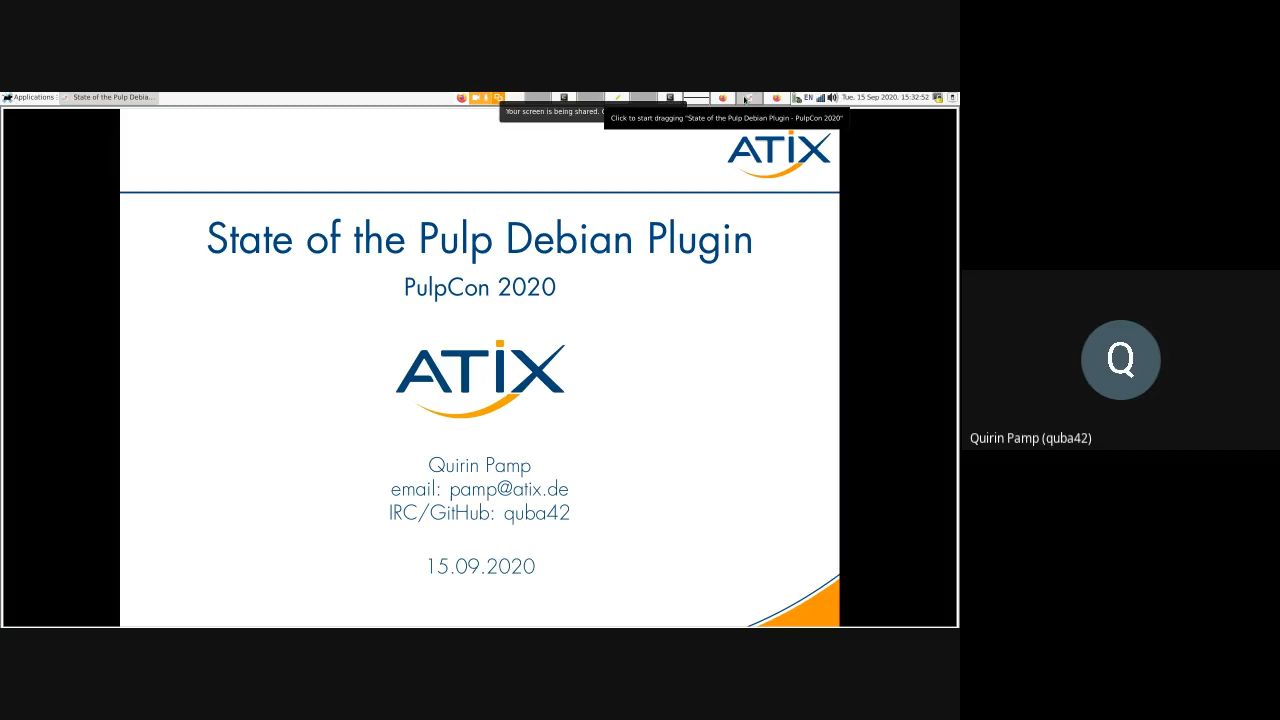 Applications
State of the Pulp Debia...
EN
Tue, 15 Sep 2020, 15:32:52
Your screen is being shared.
Click to start dragging "State of the Pulp Debian Plugin - PulpCon 2020"
ATIX
State of the Pulp Debian Plugin
PulpCon 2020
ATIX
Quirin Pamp
email: pamp@atix.de
IRC/GitHub: quba42
15.09.2020
Q
Quirin Pamp (quba42)